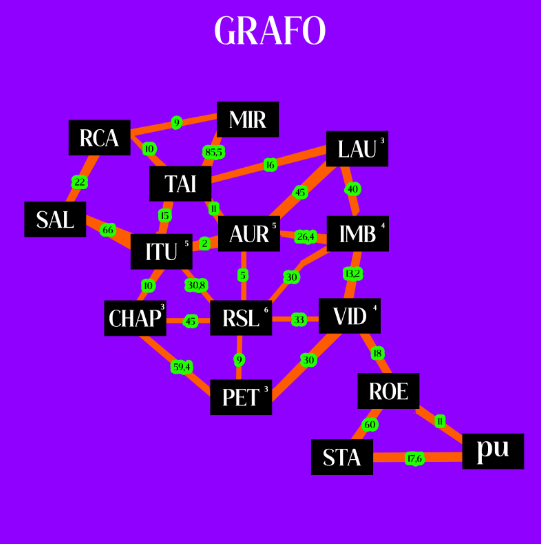 GRAFO
9
MIR
RCA
10
85,5
LAU 3
16
TAI
22
45
40
11
15
SAL
66
AUR 5
IMB 4
2
26,4
ITU 5
5
30
13,2
10
30,8
CHAP 3
45
RSL 6
33
VID 4
9
18
59,4
30
PET 3
ROE
11
60
pu
STA
17,6